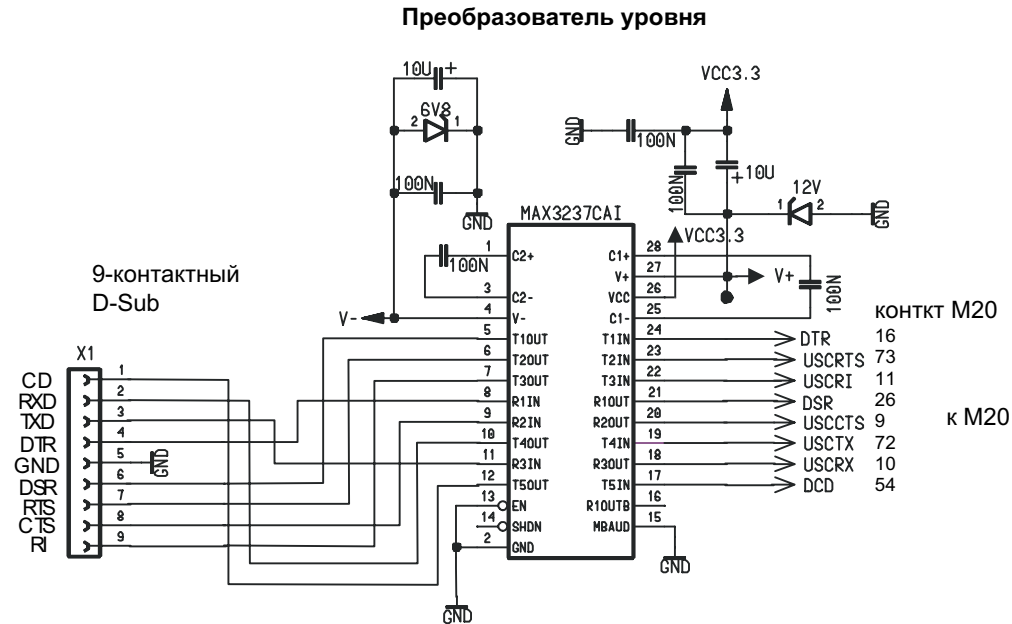 Преобразователь уровня
10U +
VCC3.3
6V8
2 1
GND
100N
100N
+10U
100N
12V
1 2
GND
100N
GND
MAX3237CAI
VCC3.3
1 C2+ C1+ 28
100N
V+ 27 V+
3 C2- VCC 26
100N
9-контактный
D-Sub
V- 4 V- C1- 25
конткт M20
5 T1OUT T1IN 24 DTR 16
6 T2OUT T2IN 23 USCRTS 73
7 T3OUT T3IN 22 USCRI 11
8 R1IN R1OUT 21 DSR 26
9 R2IN R2OUT 20 USCCTS 9
к M20
10 T4OUT T4IN 19 USCTX 72
11 R3IN R3OUT 18 USCRX 10
12 T5OUT T5IN 17 DCD 54
13 EN R1OUTB 16
14 SHDN MBAUD 15
2 GND
GND
GND
X1
CD 1
RXD 2
TXD 3
DTR 4
GND 5 GND
DSR 6
RTS 7
CTS 8
RI 9